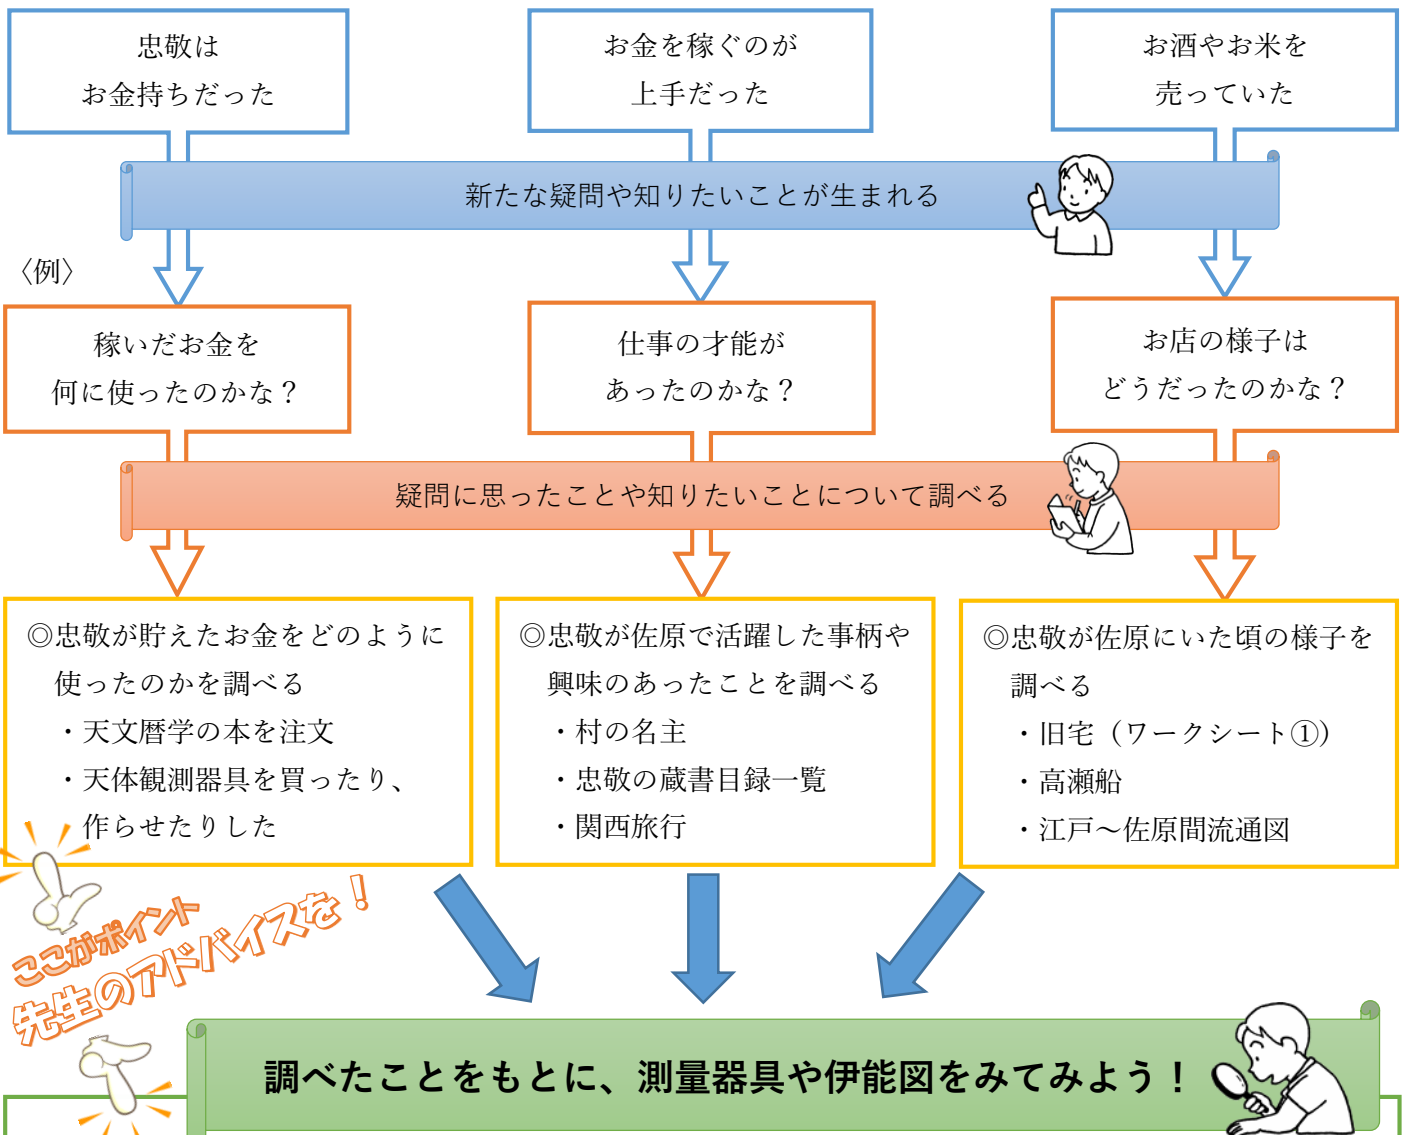 忠敬は
お金持ちだった
お金を稼ぐのが
上手だった
お酒やお米を
売っていた
新たな疑問や知りたいことが生まれる
〈例〉
稼いだお金を
何に使ったのかな？
仕事の才能が
あったのかな？
お店の様子は
どうだったのかな？
疑問に思ったことや知りたいことについて調べる
◎忠敬が貯えたお金をどのように
使ったのかを調べる
・天文暦学の本を注文
・天体観測器具を買ったり、
作らせたりした
◎忠敬が佐原で活躍した事柄や
興味のあったことを調べる
・村の名主
・忠敬の蔵書目録一覧
・関西旅行
◎忠敬が佐原にいた頃の様子を
調べる
・旧宅（ワークシート①）
・高瀬船
・江戸～佐原間流通図
ここがポイント
先生のアドバイスを！
調べたことをもとに、測量器具や伊能図をみてみよう！